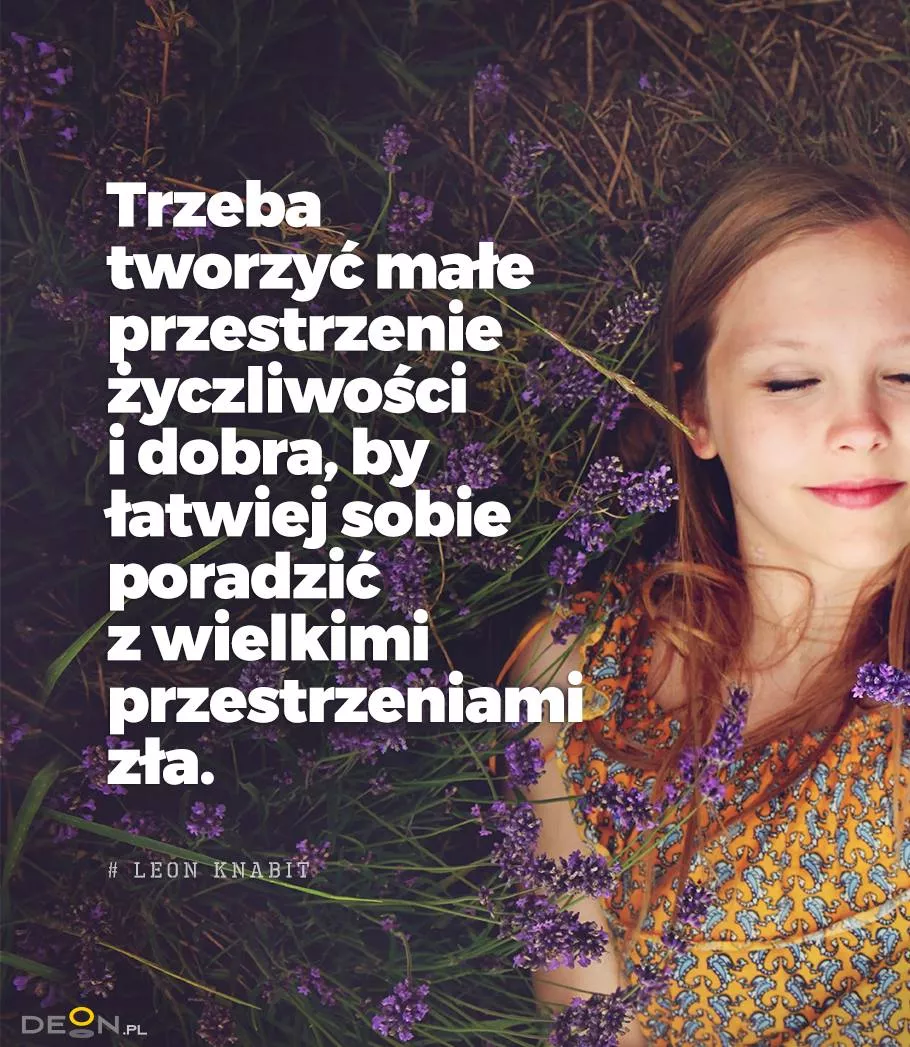 Trzeba
tworzyć małe
przestrzenie
życzliwości
i dobra, by
łatwiej sobie
poradzić
z wielkimi
przestrzeniami
zła.
# LEON KNABIT
DEON.PL